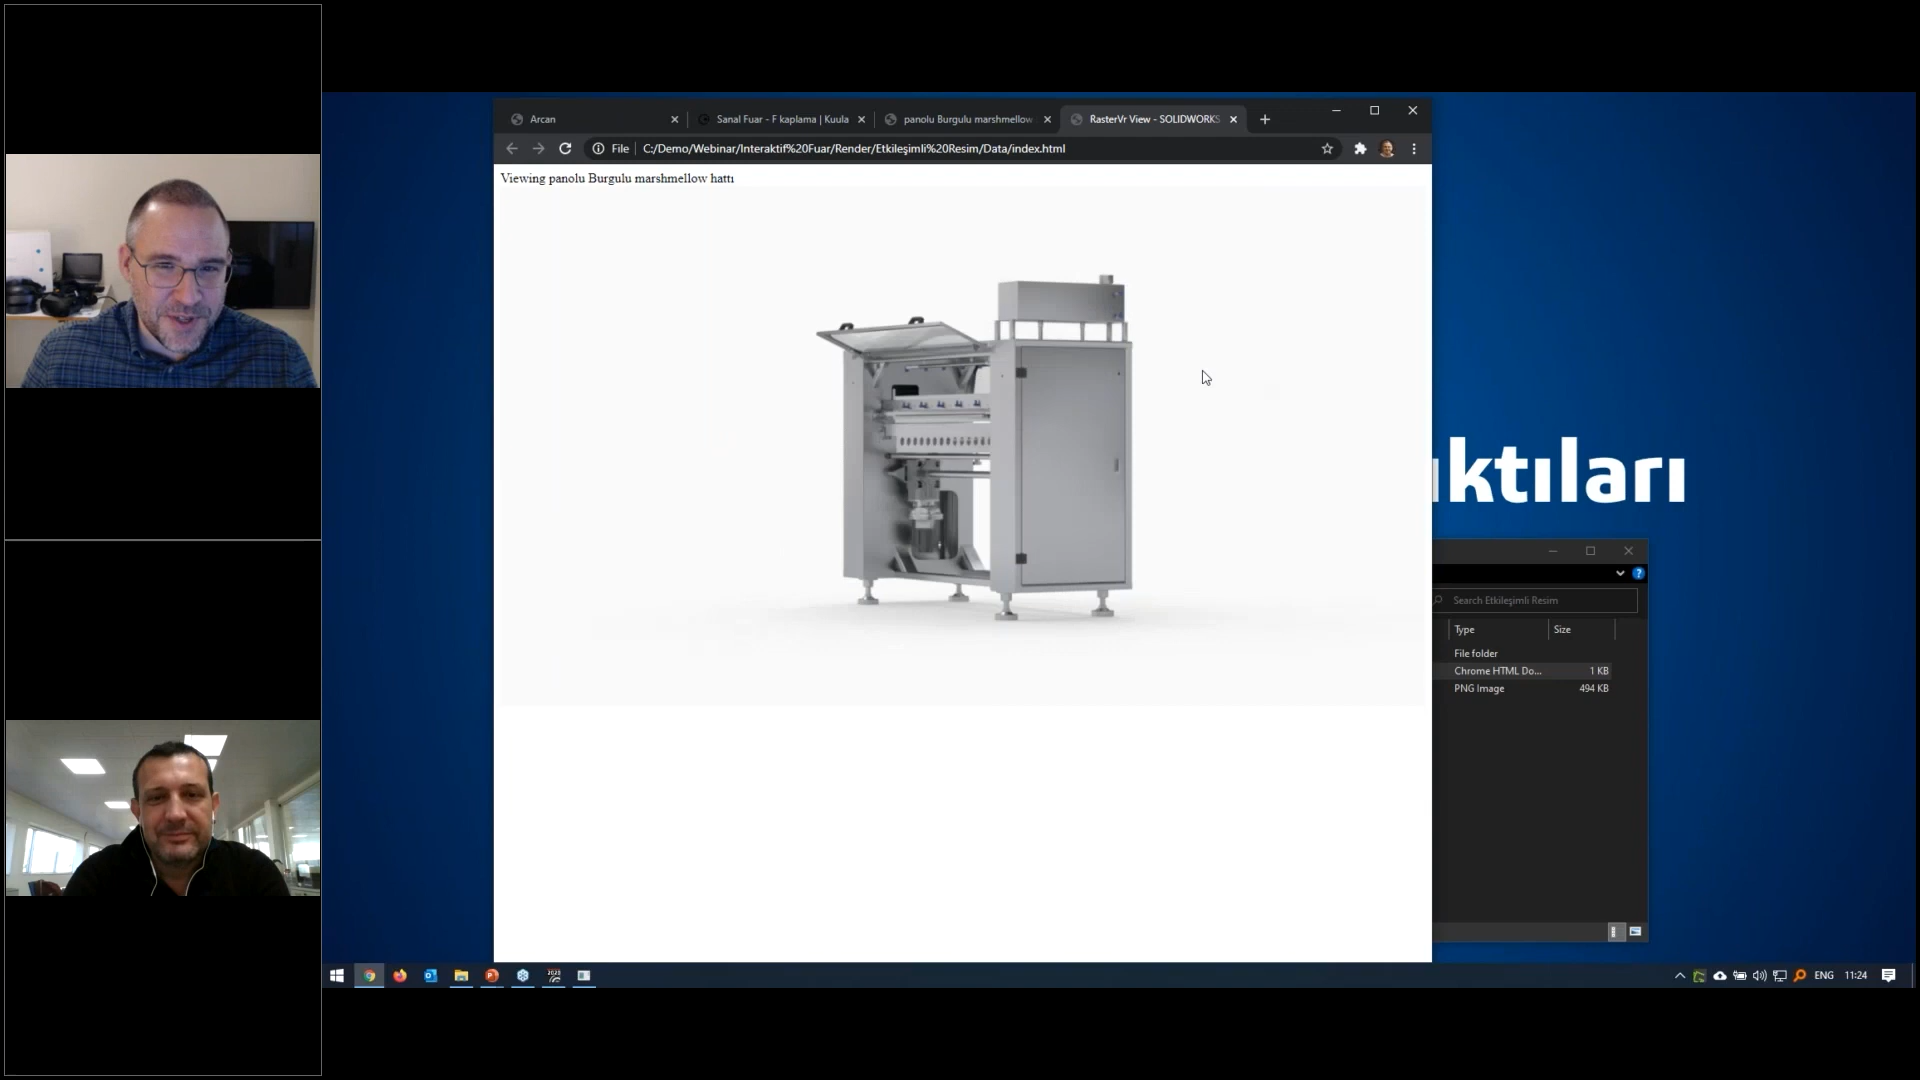 Arcan
Sanal Fuar - F kaplama | Kuula
panolu Burgulu marshmellow
RasterVr View - SOLIDWORKS
File
C:/Demo/Webinar/Interaktif%20Fuar/Render/Etkileşimli%20Resim/Data/index.html
Viewing panolu Burgulu marshmellow hattı
ıktıları
Search Etkileşimli Resim
Type Size
File folder
Chrome HTML Do... 1 KB
PNG Image 494 KB
2020
ENG 11:24